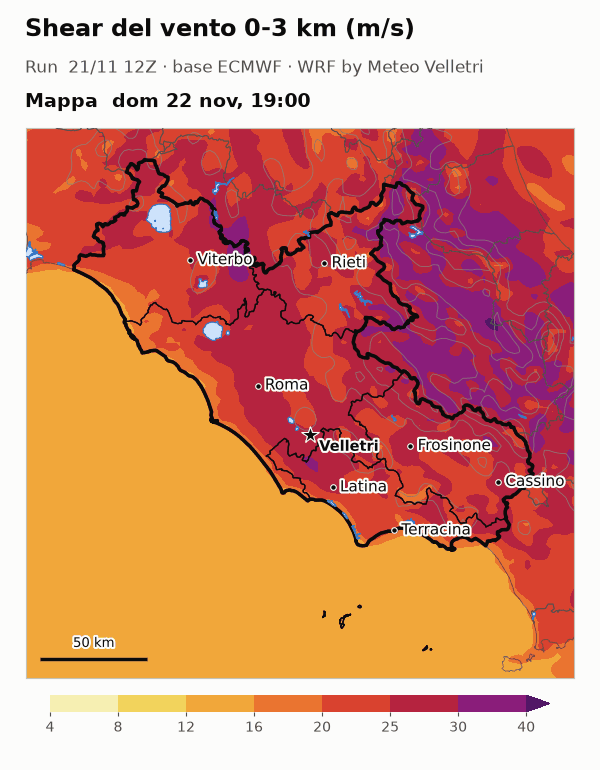 Shear del vento 0-3 km (m/s)
Run  21/11 12Z · base ECMWF · WRF by Meteo Velletri
Mappa  dom 22 nov, 19:00
Viterbo
Rieti
Roma
Velletri
Frosinone
Cassino
Latina
Terracina
50 km
4 8 12 16 20 25 30 40